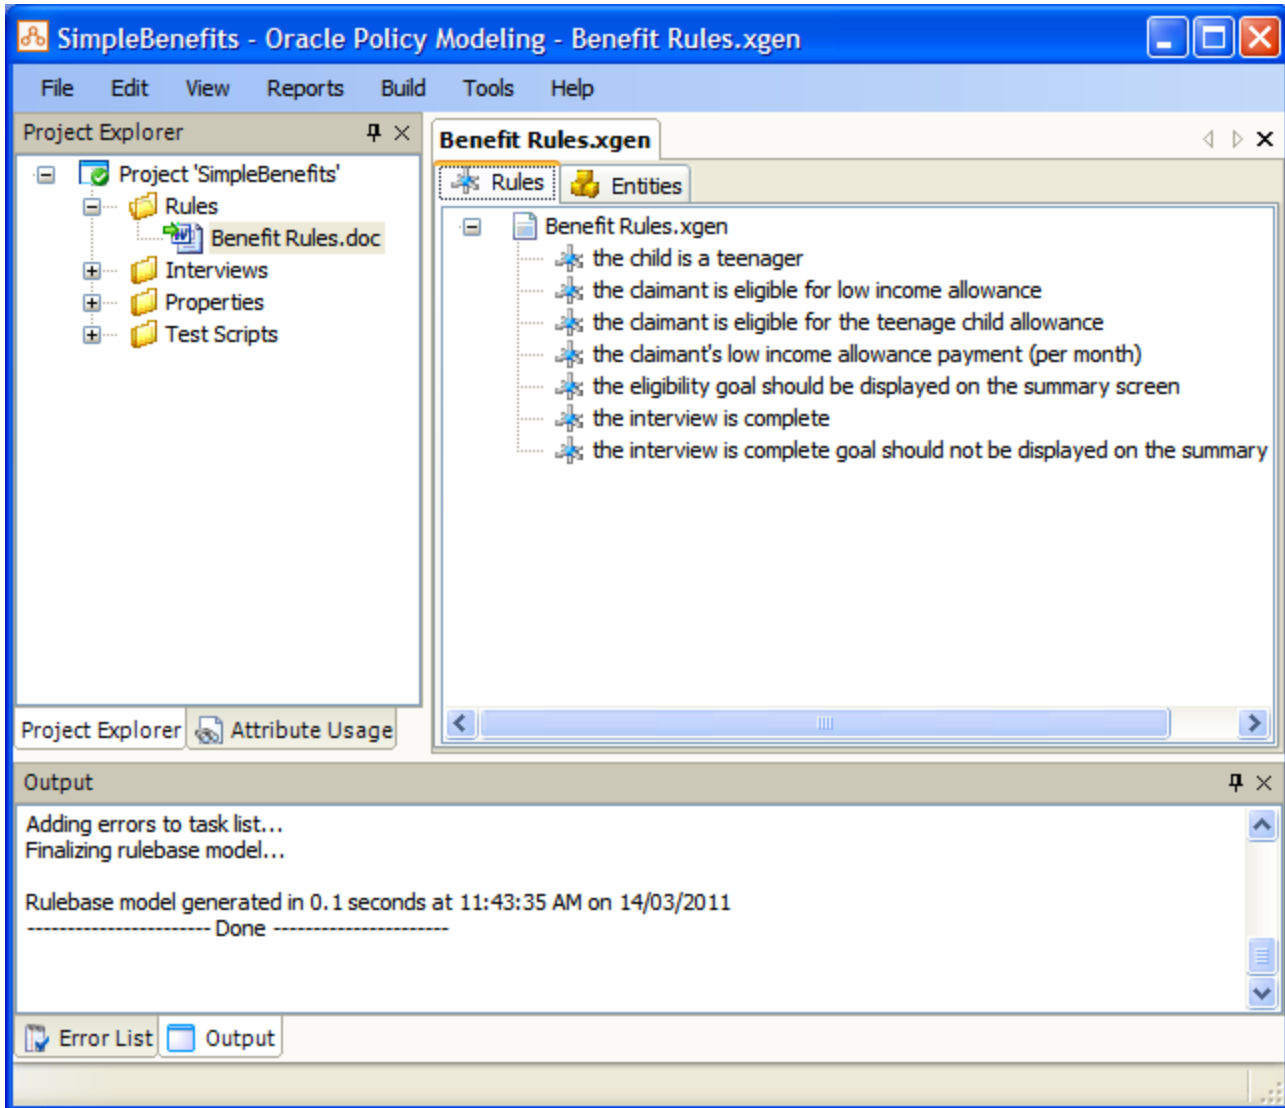 SimpleBenefits - Oracle Policy Modeling - Benefit Rules.xgen
File Edit View Reports Build Tools Help
Project Explorer
Project 'SimpleBenefits'
Rules
Benefit Rules.doc
Interviews
Properties
Test Scripts
Project Explorer Attribute Usage
Benefit Rules.xgen
Rules Entities
Benefit Rules.xgen
the child is a teenager
the claimant is eligible for low income allowance
the claimant is eligible for the teenage child allowance
the claimant's low income allowance payment (per month)
the eligibility goal should be displayed on the summary screen
the interview is complete
the interview is complete goal should not be displayed on the summary
Output
Adding errors to task list...
Finalizing rulebase model...
Rulebase model generated in 0.1 seconds at 11:43:35 AM on 14/03/2011
----------------------- Done ----------------------
Error List Output